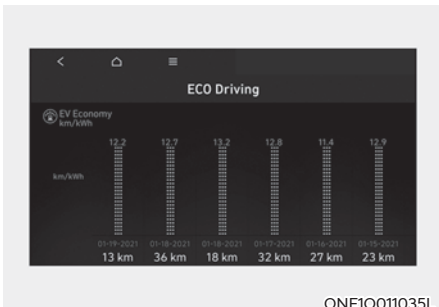 ECO Driving
EV Economy
km/kWh
12.2 12.7 13.2 12.8 11.4 12.9
km/kWh
01-19-2021 01-18-2021 01-18-2021 01-17-2021 01-16-2021 01-15-2021
13 km 36 km 18 km 32 km 27 km 23 km
ONE1Q011035L